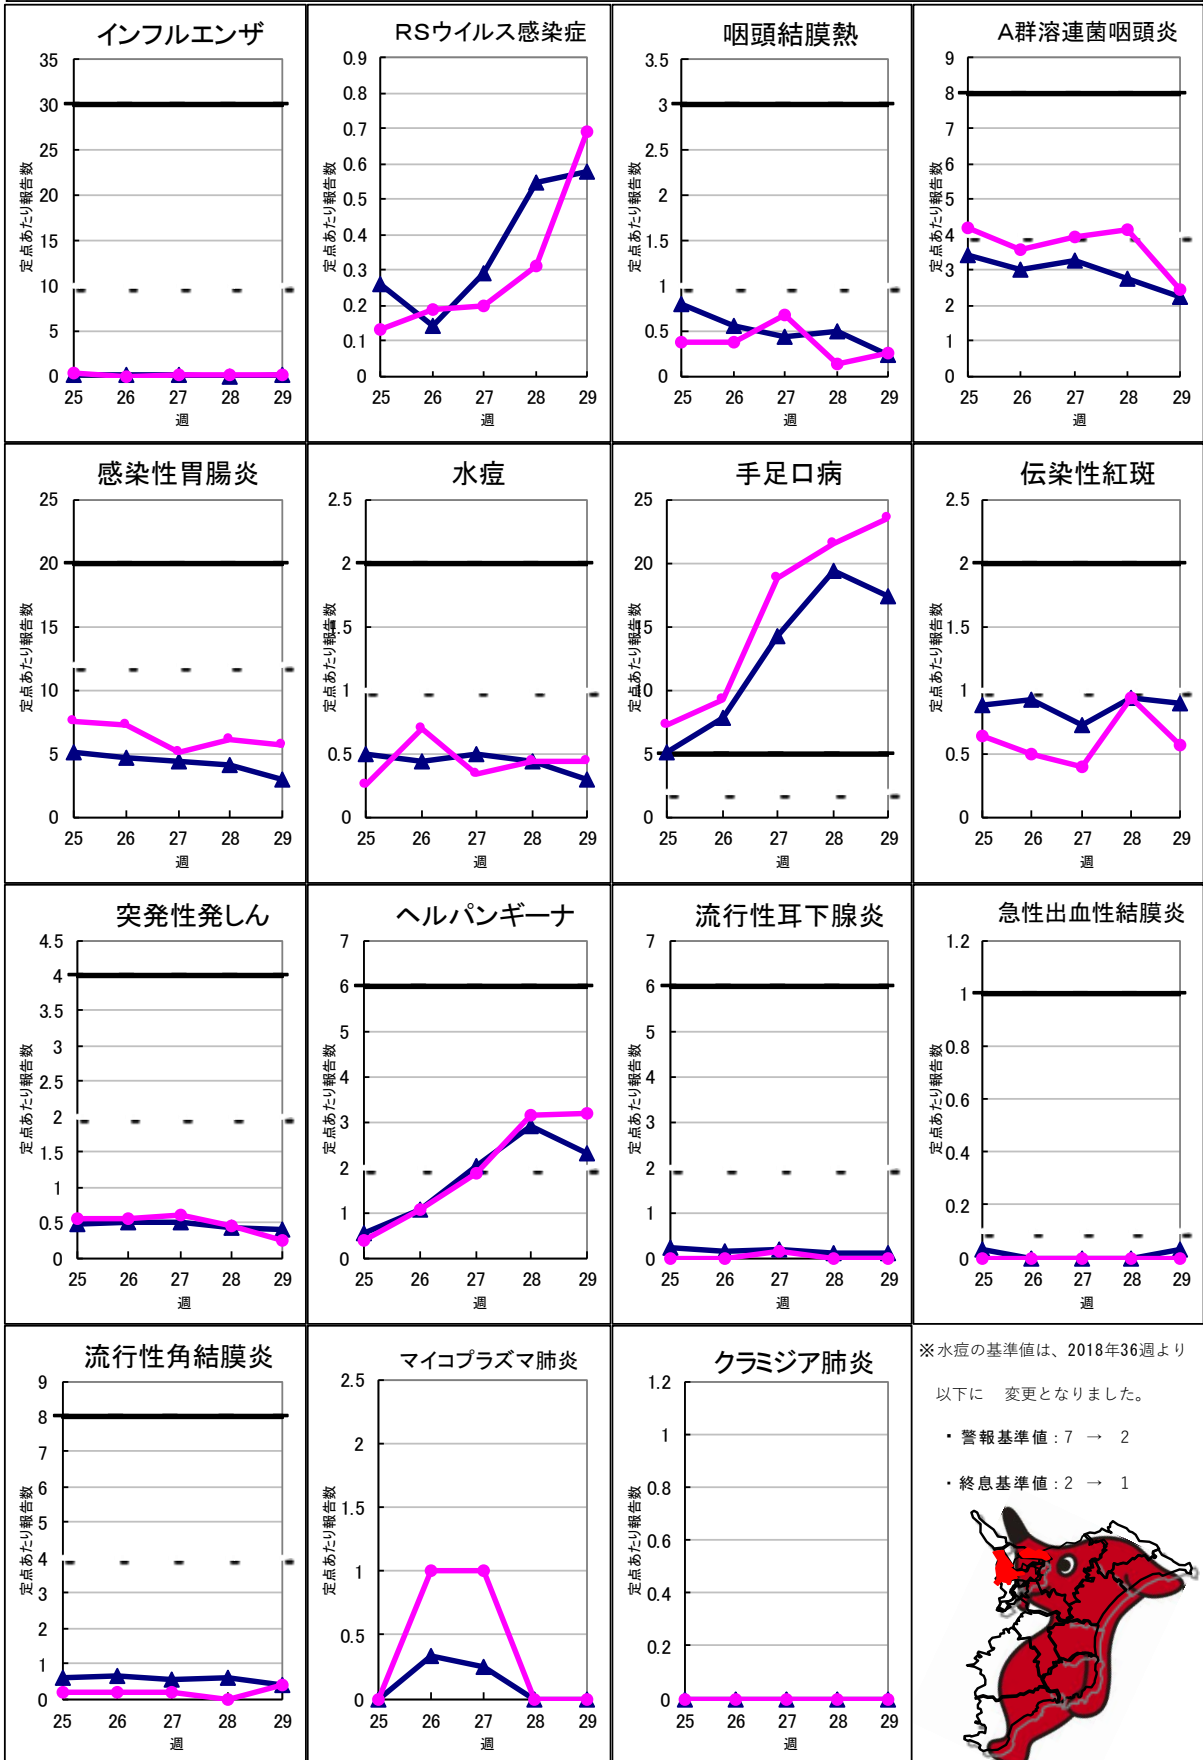 インフルエンザ
35
30
25
20
15
10
5
0
定点あたり報告数
25 26 27 28 29
週
RSウイルス感染症
0.9
0.8
0.7
0.6
0.5
0.4
0.3
0.2
0.1
0
定点あたり報告数
25 26 27 28 29
週
咽頭結膜熱
3.5
3
2.5
2
1.5
1
0.5
0
定点あたり報告数
25 26 27 28 29
週
A群溶連菌咽頭炎
9
8
7
6
5
4
3
2
1
0
定点あたり報告数
25 26 27 28 29
週
感染性胃腸炎
25
20
15
10
5
0
定点あたり報告数
25 26 27 28 29
週
水痘
2.5
2
1.5
1
0.5
0
定点あたり報告数
25 26 27 28 29
週
手足口病
25
20
15
10
5
0
定点あたり報告数
25 26 27 28 29
週
伝染性紅斑
2.5
2
1.5
1
0.5
0
定点あたり報告数
25 26 27 28 29
週
突発性発しん
4.5
4
3.5
3
2.5
2
1.5
1
0.5
0
定点あたり報告数
25 26 27 28 29
週
ヘルパンギーナ
7
6
5
4
3
2
1
0
定点あたり報告数
25 26 27 28 29
週
流行性耳下腺炎
7
6
5
4
3
2
1
0
定点あたり報告数
25 26 27 28 29
週
急性出血性結膜炎
1.2
1
0.8
0.6
0.4
0.2
0
定点あたり報告数
25 26 27 28 29
週
流行性角結膜炎
9
8
7
6
5
4
3
2
1
0
定点あたり報告数
25 26 27 28 29
週
マイコプラズマ肺炎
2.5
2
1.5
1
0.5
0
定点あたり報告数
25 26 27 28 29
週
クラミジア肺炎
1.2
1
0.8
0.6
0.4
0.2
0
定点あたり報告数
25 26 27 28 29
週
※水痘の基準値は、2018年36週より
以下に 変更となりました。
・警報基準値：7 → 2
・終息基準値：2 → 1